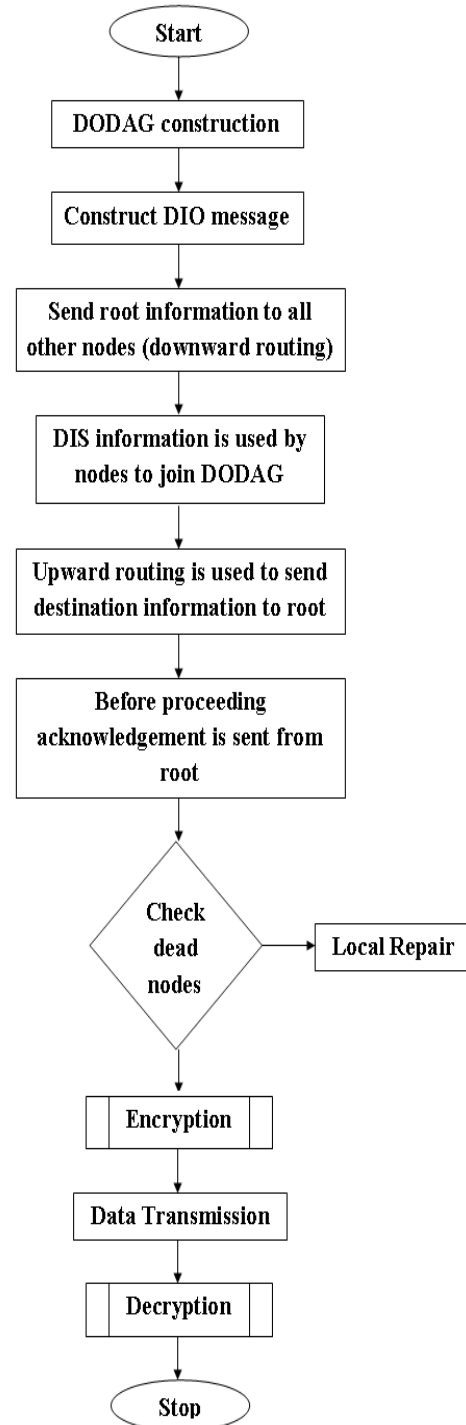 Start
DODAG construction
Construct DIO message
Send root information to all
other nodes (downward routing)
DIS information is used by
nodes to join DODAG
Upward routing is used to send
destination information to root
Before proceeding
acknowledgement is sent from
root
Check
dead
nodes
Local Repair
Encryption
Data Transmission
Decryption
Stop